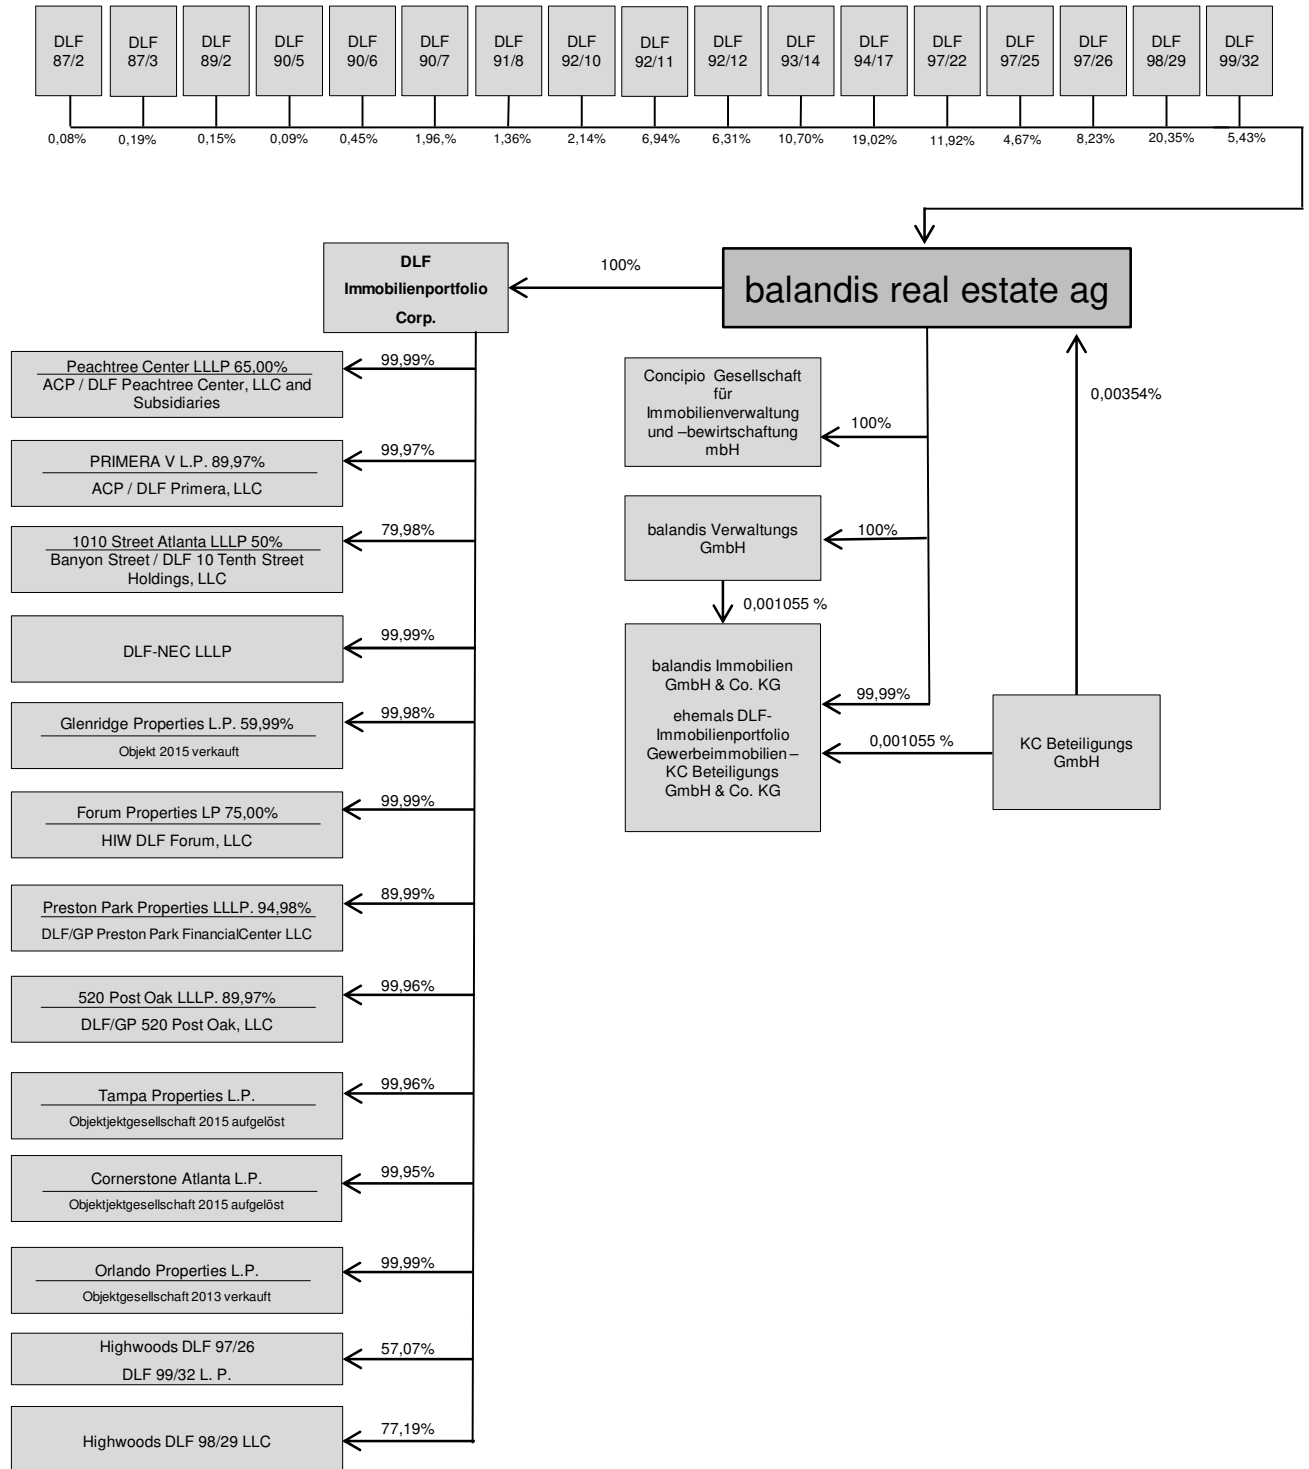 DLF
87/2
DLF
87/3
DLF
89/2
DLF
90/5
DLF
90/6
DLF
90/7
DLF
91/8
DLF
92/10
DLF
92/11
DLF
92/12
DLF
93/14
DLF
94/17
DLF
97/22
DLF
97/25
DLF
97/26
DLF
98/29
DLF
99/32
0,08%
0,19%
0,15%
0,09%
0,45%
1,96,%
1,36%
2,14%
6,94%
6,31%
10,70%
19,02%
11,92%
4,67%
8,23%
20,35%
5,43%
DLF
Immobilienportfolio
Corp.
100%
balandis real estate ag
Peachtree Center LLLP 65,00%
ACP / DLF Peachtree Center, LLC and
Subsidiaries
99,99%
PRIMERA V L.P. 89,97%
ACP / DLF Primera, LLC
99,97%
1010 Street Atlanta LLLP 50%
Banyon Street / DLF 10 Tenth Street
Holdings, LLC
79,98%
DLF-NEC LLLP
99,99%
Glenridge Properties L.P. 59,99%
Objekt 2015 verkauft
99,98%
Forum Properties LP 75,00%
HIW DLF Forum, LLC
99,99%
Preston Park Properties LLLP. 94,98%
DLF/GP Preston Park FinancialCenter LLC
89,99%
520 Post Oak LLLP. 89,97%
DLF/GP 520 Post Oak, LLC
99,96%
Tampa Properties L.P.
Objektjektgesellschaft 2015 aufgelöst
99,96%
Cornerstone Atlanta L.P.
Objektjektgesellschaft 2015 aufgelöst
99,95%
Orlando Properties L.P.
Objektgesellschaft 2013 verkauft
99,99%
Highwoods DLF 97/26
DLF 99/32 L. P.
57,07%
Highwoods DLF 98/29 LLC
77,19%
Concipio Gesellschaft
für
Immobilienverwaltung
und –bewirtschaftung
mbH
100%
balandis Verwaltungs
GmbH
100%
0,001055 %
balandis Immobilien
GmbH & Co. KG
ehemals DLF-
Immobilienportfolio
Gewerbeimmobilien –
KC Beteiligungs
GmbH & Co. KG
99,99%
0,001055 %
KC Beteiligungs
GmbH
0,00354%